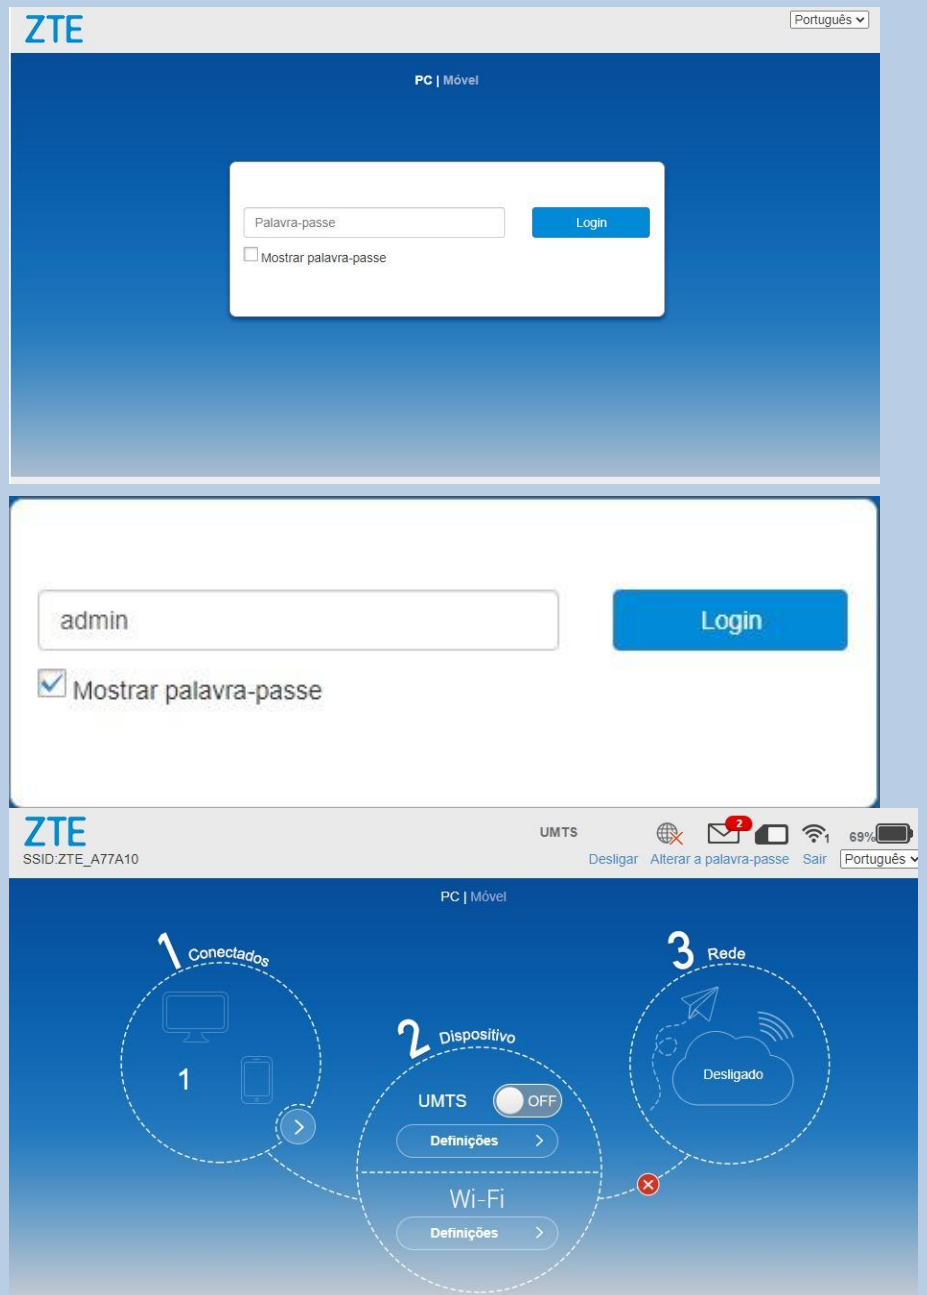 ZTE
Português
PC | Móvel
Palavra-passe
Login
Mostrar palavra-passe
admin
Login
Mostrar palavra-passe
ZTE
UMTS
2
1
69%
SSID:ZTE_A77A10
Desligar Alterar a palavra-passe Sair Português
PC | Móvel
1 Conectados
3 Rede
2 Dispositivo
1
Desligado
UMTS OFF
Definições
Wi-Fi
Definições